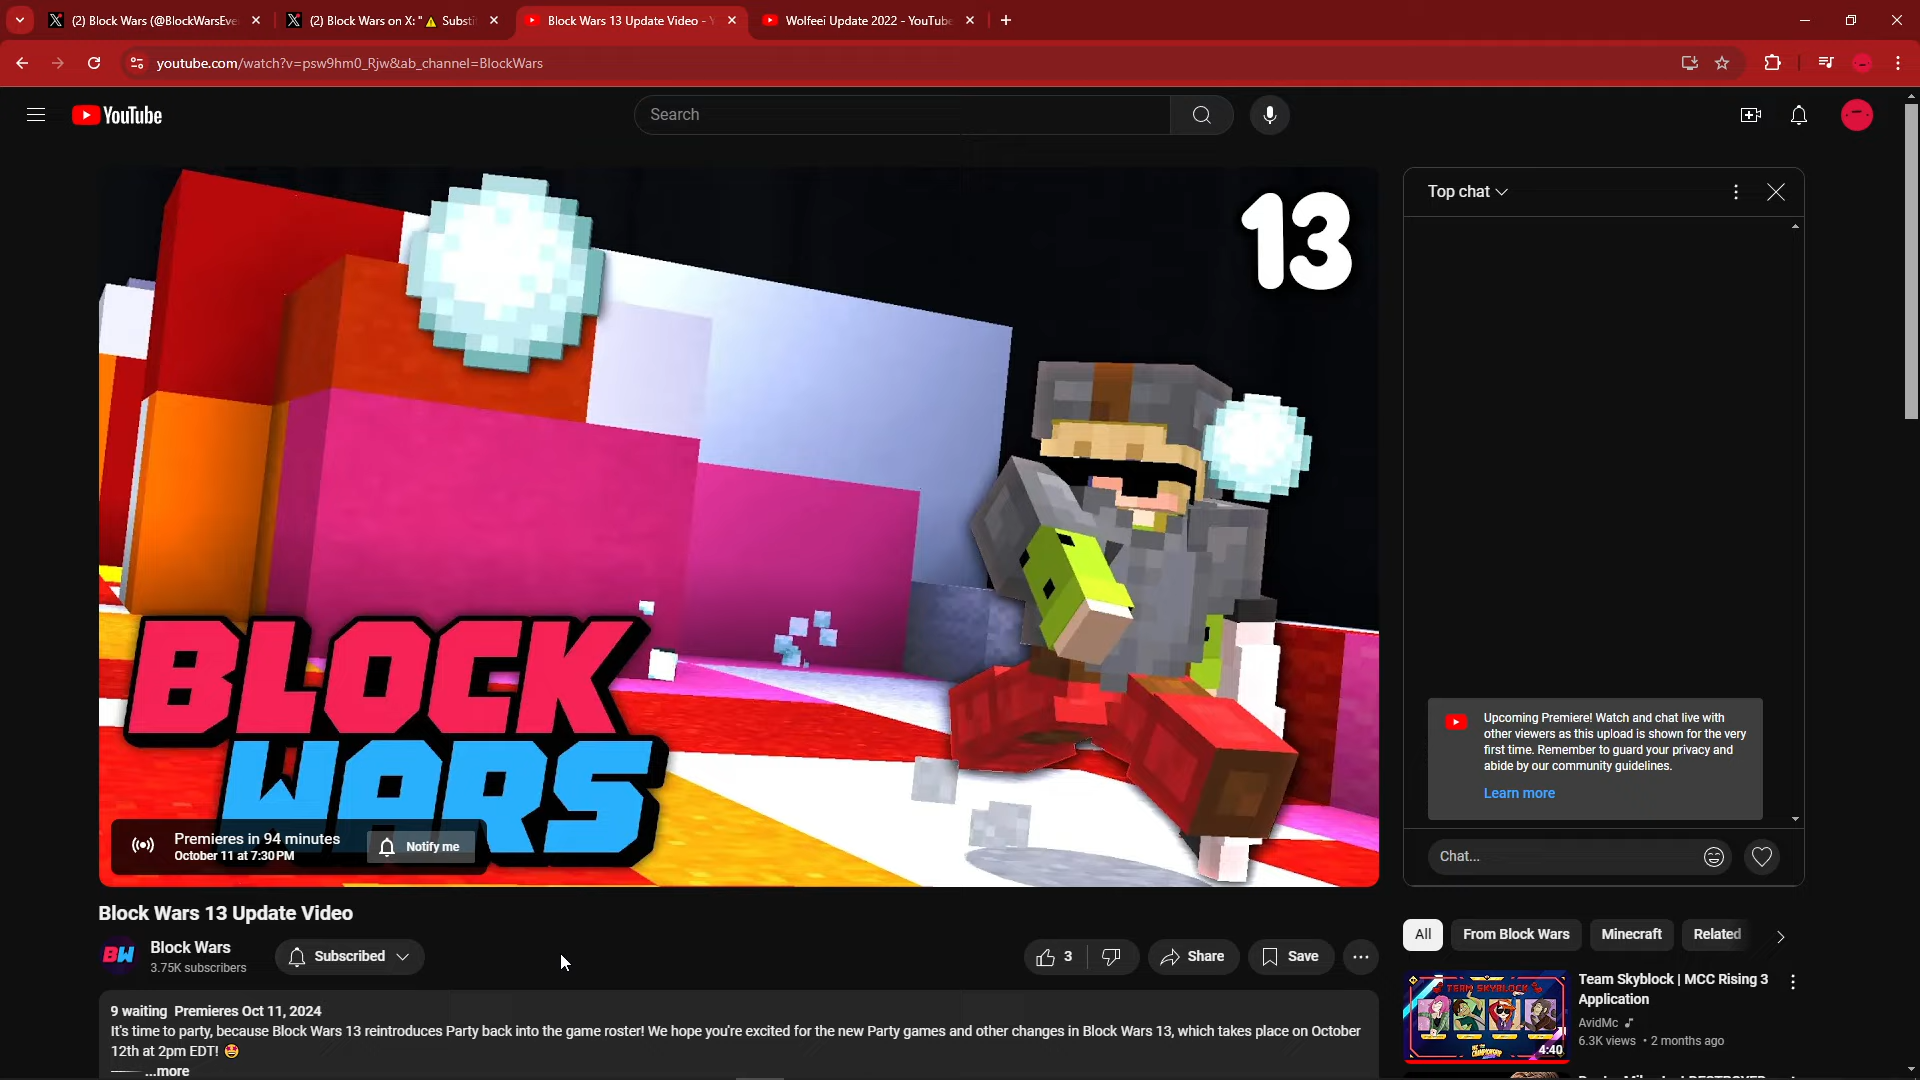 (2) Block Wars (@BlockWarsEve
(2) Block Wars on X: "⚠ Substi
Block Wars 13 Update Video - Y
Wolfeei Update 2022 - YouTube
youtube.com/watch?v=psw9hm0_Rjw&ab_channel=BlockWars
YouTube
Search
13
BLOCK
WARS
Premieres in 94 minutes
October 11 at 7:30PM
Notify me
Top chat
Upcoming Premiere! Watch and chat live with
other viewers as this upload is shown for the very
first time. Remember to guard your privacy and
abide by our community guidelines.
Learn more
Chat...
Block Wars 13 Update Video
BW
Block Wars
3.75K subscribers
Subscribed
3
Share
Save
9 waiting Premieres Oct 11, 2024
It's time to party, because Block Wars 13 reintroduces Party back into the game roster! We hope you're excited for the new Party games and other changes in Block Wars 13, which takes place on October
12th at 2pm EDT! 🤩
...more
All
From Block Wars
Minecraft
Related
TEAM SKYBLOCK
4:40
Team Skyblock | MCC Rising 3
Application
AvidMc
6.3K views • 2 months ago